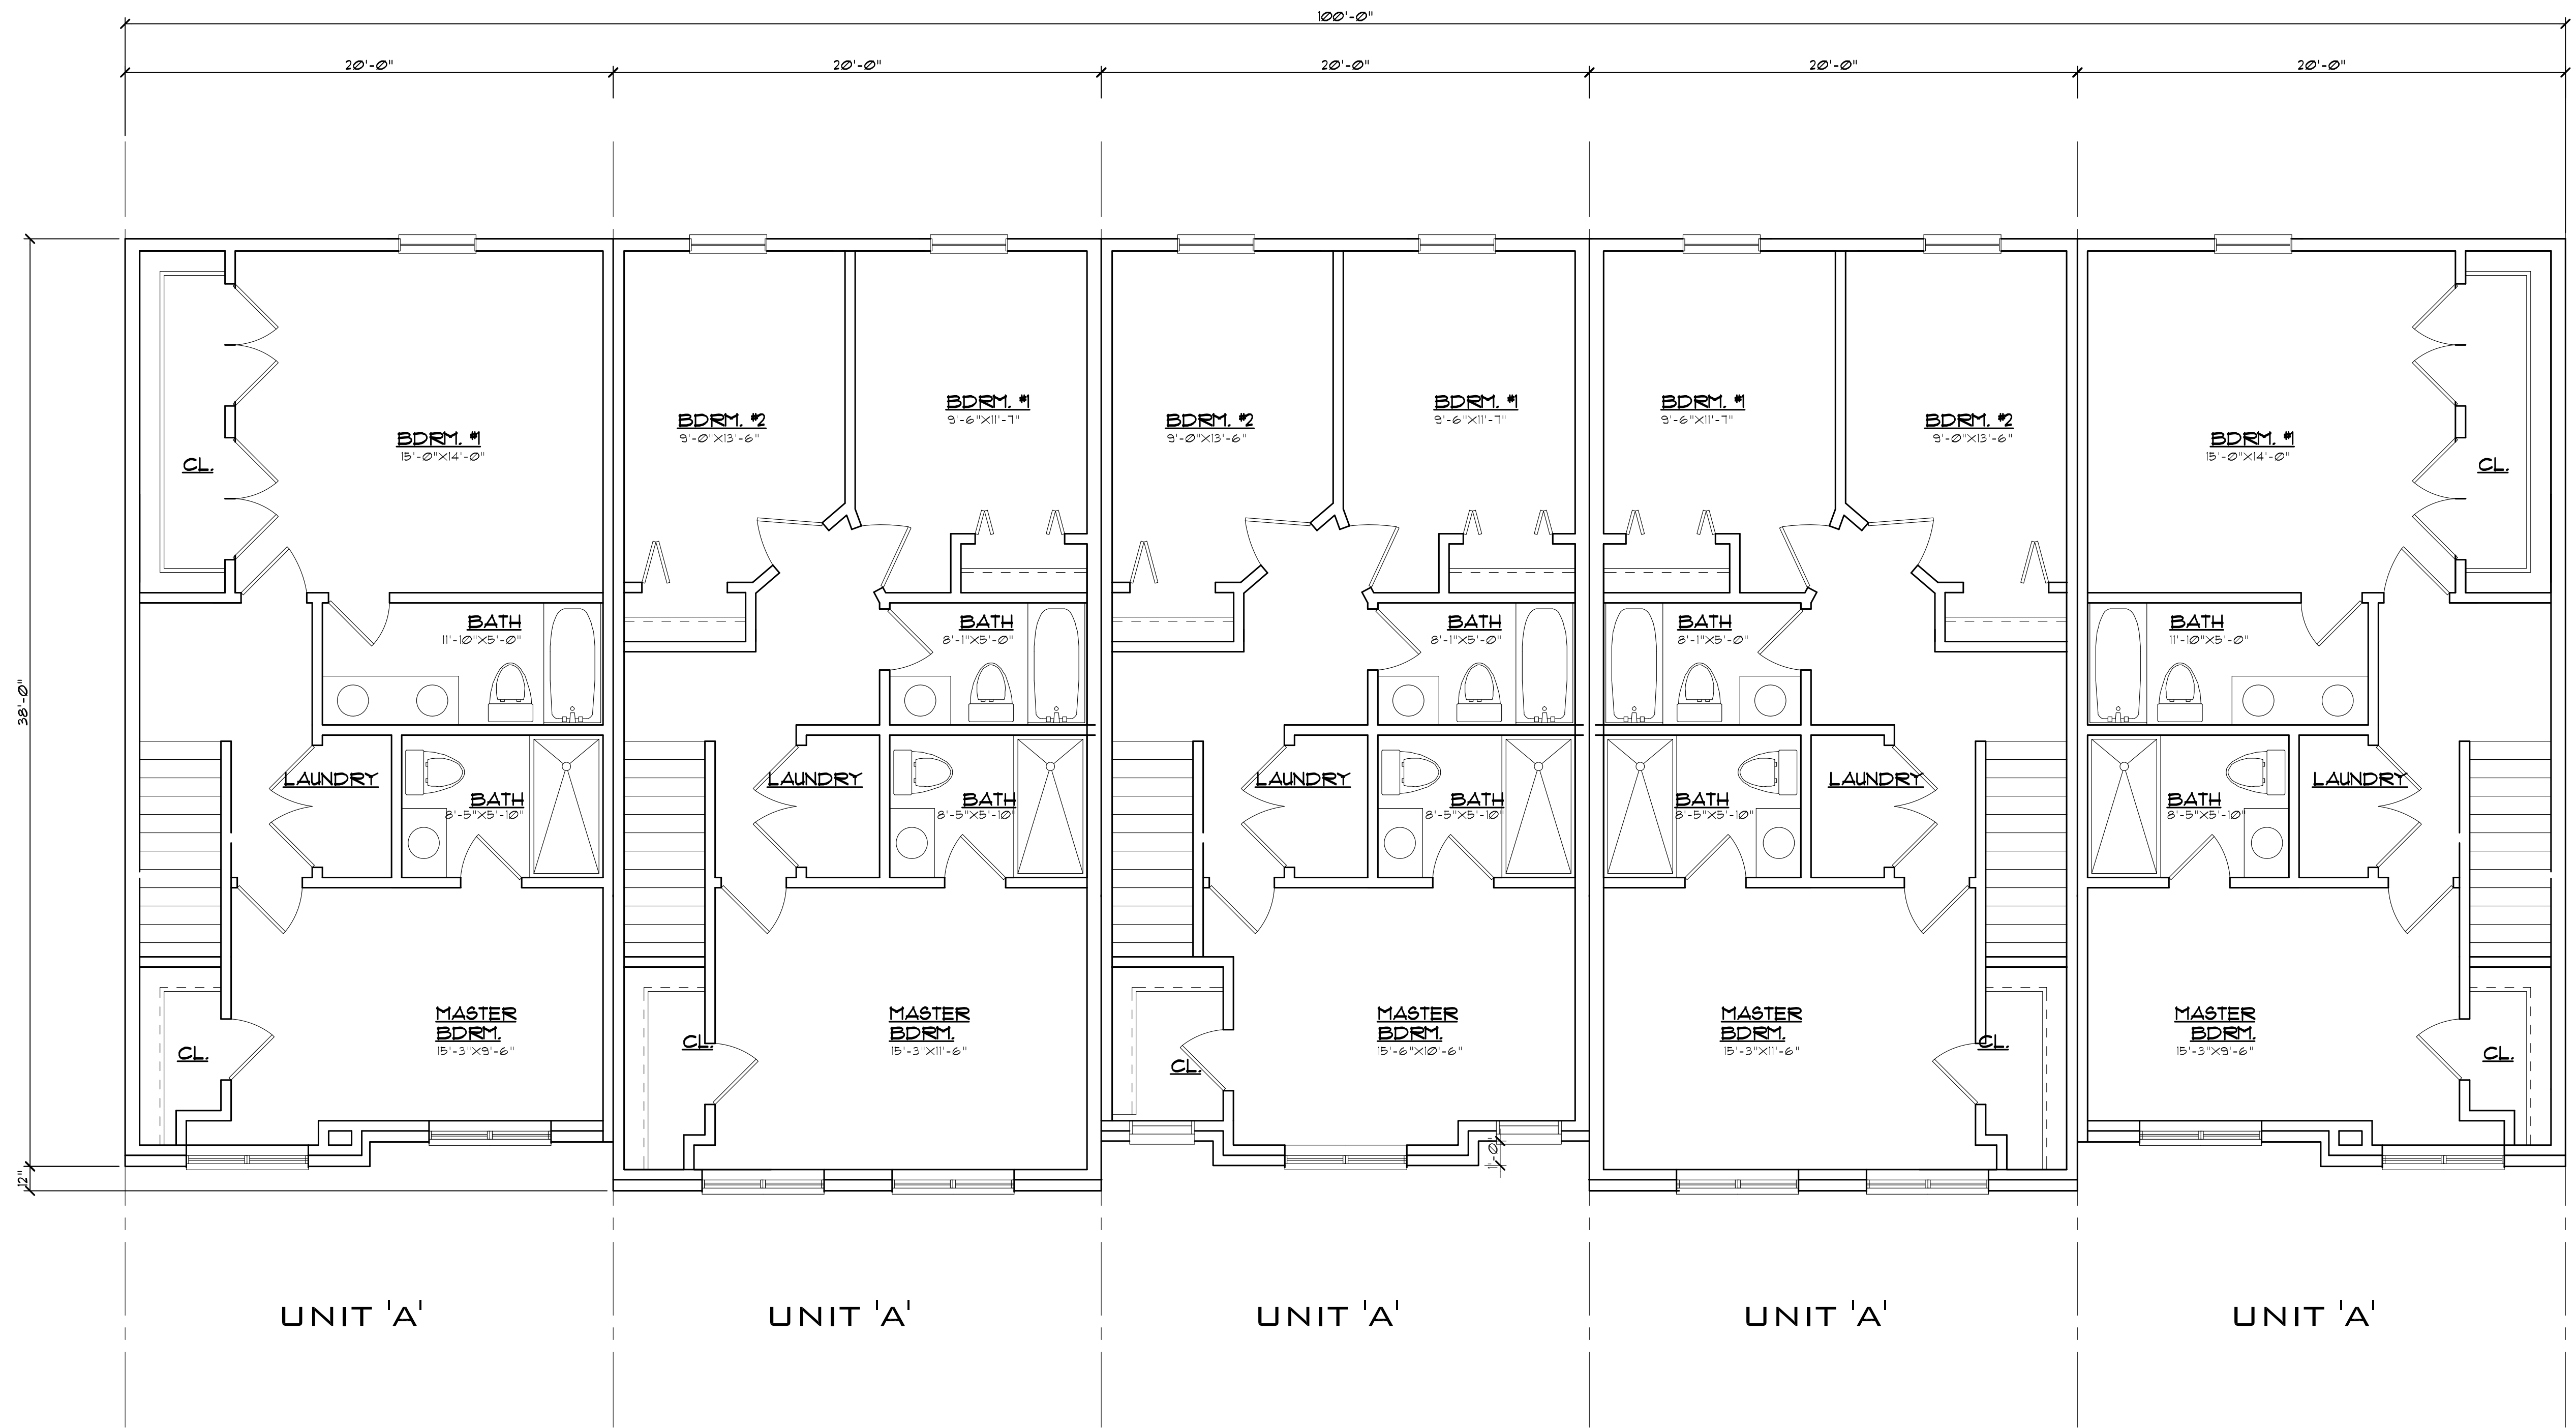 100'-0"
20'-0" 20'-0" 20'-0" 20'-0" 20'-0"
38'-0"
12"
BDRM. #1
15'-0"X14'-0"
CL.
BATH
11'-10"X5'-0"
LAUNDRY
BATH
8'-5"X5'-10"
MASTER
BDRM.
15'-3"X9'-6"
CL.
UNIT 'A'
BDRM. #2
9'-0"X13'-6"
BDRM. #1
9'-6"X11'-7"
BATH
8'-1"X5'-0"
LAUNDRY
BATH
8'-5"X5'-10"
MASTER
BDRM.
15'-3"X11'-6"
CL.
UNIT 'A'
BDRM. #2
9'-0"X13'-6"
BDRM. #1
9'-6"X11'-7"
BATH
8'-1"X5'-0"
LAUNDRY
BATH
8'-5"X5'-10"
MASTER
BDRM.
15'-6"X10'-6"
CL.
1'-0"
UNIT 'A'
BDRM. #1
9'-6"X11'-7"
BDRM. #2
9'-0"X13'-6"
BATH
8'-1"X5'-0"
BATH
8'-5"X5'-10"
LAUNDRY
MASTER
BDRM.
15'-3"X11'-6"
CL.
UNIT 'A'
BDRM. #1
15'-0"X14'-0"
CL.
BATH
11'-10"X5'-0"
BATH
8'-5"X5'-10"
LAUNDRY
MASTER
BDRM.
15'-3"X9'-6"
CL.
UNIT 'A'